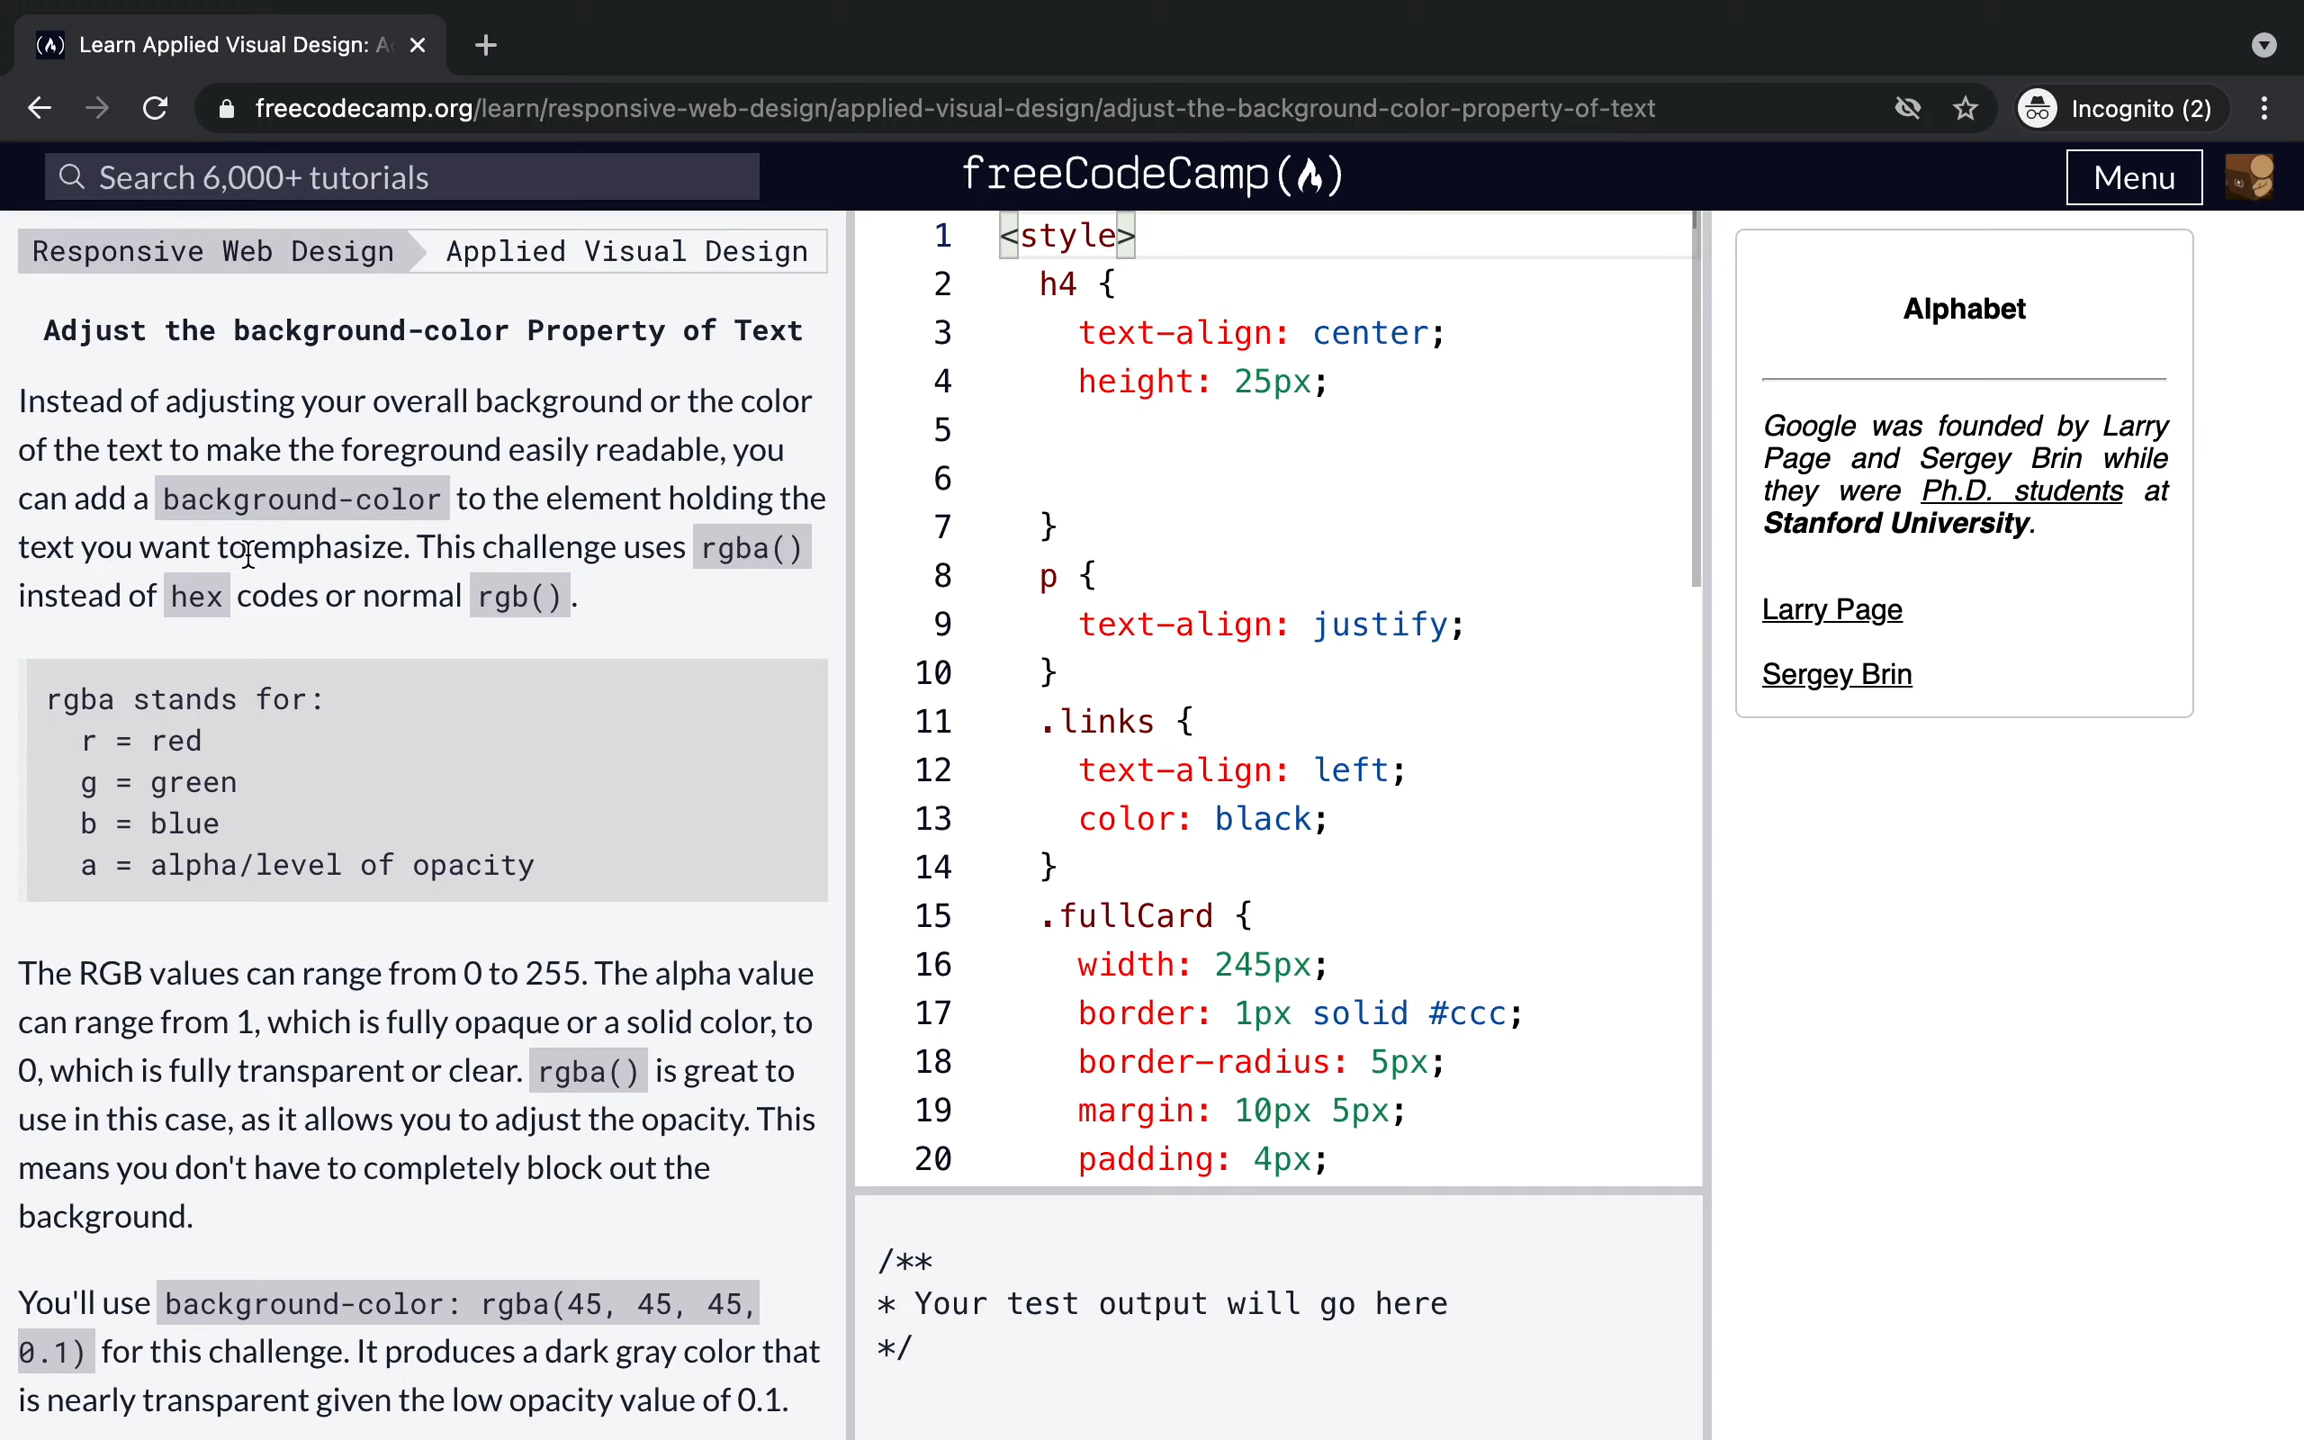 Learn Applied Visual Design: A
freecodecamp.org/learn/responsive-web-design/applied-visual-design/adjust-the-background-color-property-of-text
Incognito (2)
Search 6,000+ tutorials
freeCodeCamp(🔥)
Menu
Responsive Web Design
Applied Visual Design
Adjust the background-color Property of Text
Instead of adjusting your overall background or the color
of the text to make the foreground easily readable, you
can add a background-color to the element holding the
text you want to emphasize. This challenge uses rgba()
instead of hex codes or normal rgb().
rgba stands for:
r = red
g = green
b = blue
a = alpha/level of opacity
The RGB values can range from 0 to 255. The alpha value
can range from 1, which is fully opaque or a solid color, to
0, which is fully transparent or clear. rgba() is great to
use in this case, as it allows you to adjust the opacity. This
means you don't have to completely block out the
background.
You'll use background-color: rgba(45, 45, 45,
0.1) for this challenge. It produces a dark gray color that
is nearly transparent given the low opacity value of 0.1.
1 <style>
2 h4 {
3 text-align: center;
4 height: 25px;
5
6
7 }
8 p {
9 text-align: justify;
10 }
11 .links {
12 text-align: left;
13 color: black;
14 }
15 .fullCard {
16 width: 245px;
17 border: 1px solid #ccc;
18 border-radius: 5px;
19 margin: 10px 5px;
20 padding: 4px;
/**
* Your test output will go here
*/
Alphabet
Google was founded by Larry
Page and Sergey Brin while
they were Ph.D. students at
Stanford University.
Larry Page
Sergey Brin